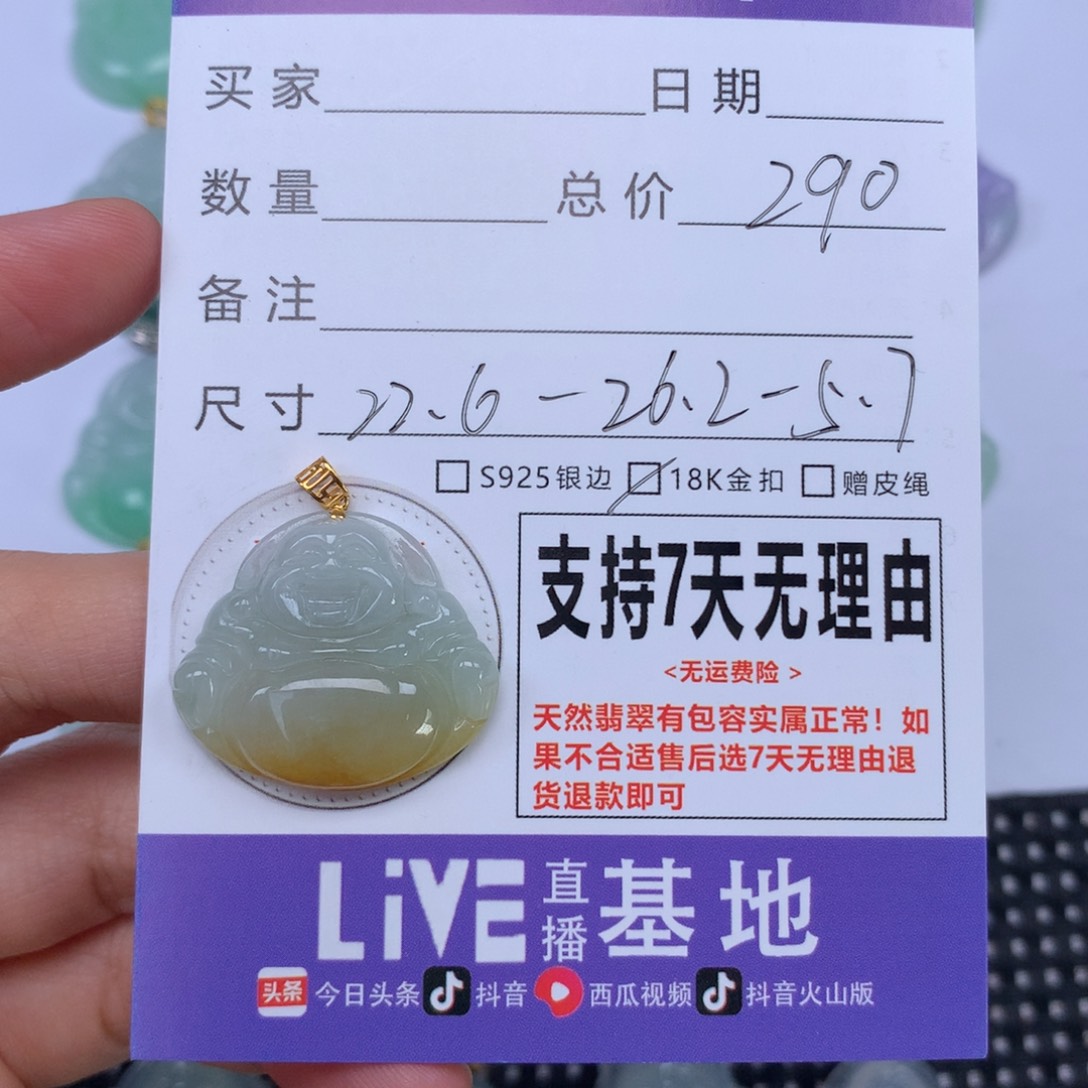 买家 日期
数量 总价 290
备注
尺寸 22.6-26.2-5.7
S925银边 18K金扣 赠皮绳
支持7天无理由
<无运费险>
天然翡翠有包容实属正常！如
果不合适售后选7天无理由退
货退款即可
LiVE直播基地
头条 今日头条 抖音 西瓜视频 抖音火山版